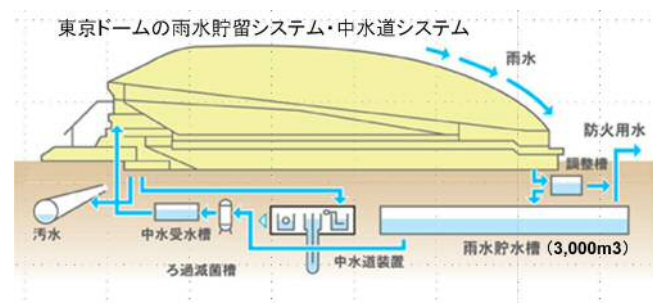 東京ドームの雨水貯留システム・中水道システム
雨水
防火用水
調整槽
汚水
中水受水槽
ろ過減菌槽
中水道装置
雨水貯水槽（3,000m3）